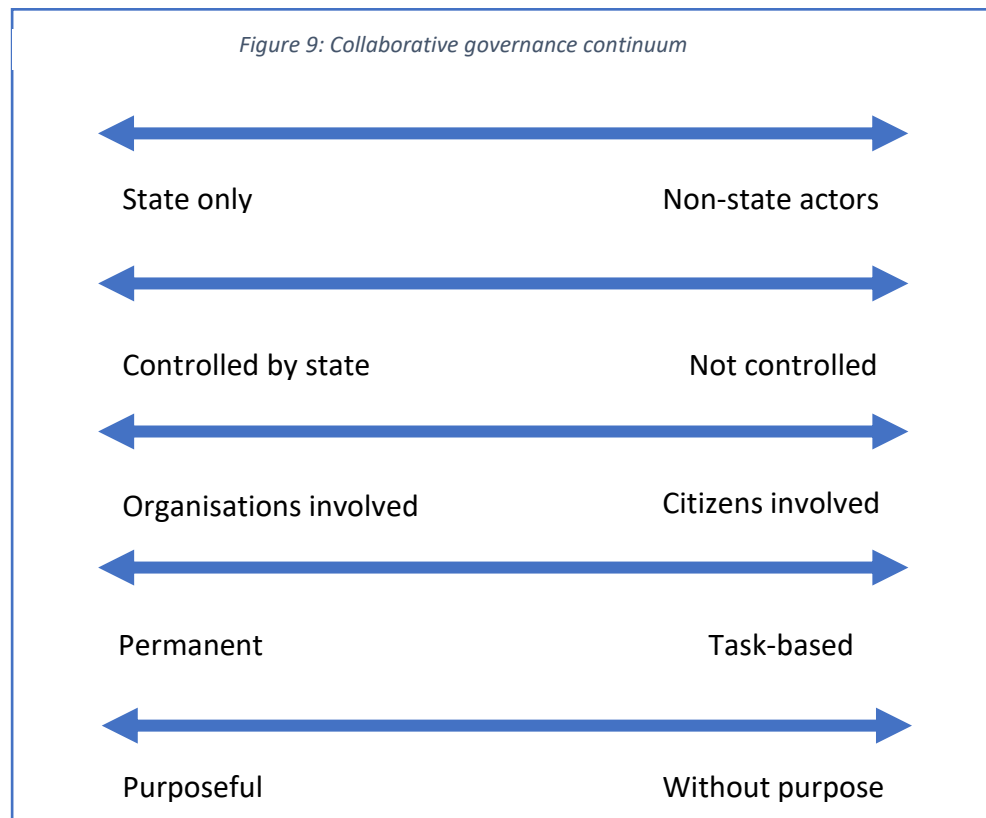 Figure 9: Collaborative governance continuum
State only Non-state actors
Controlled by state Not controlled
Organisations involved Citizens involved
Permanent Task-based
Purposeful Without purpose